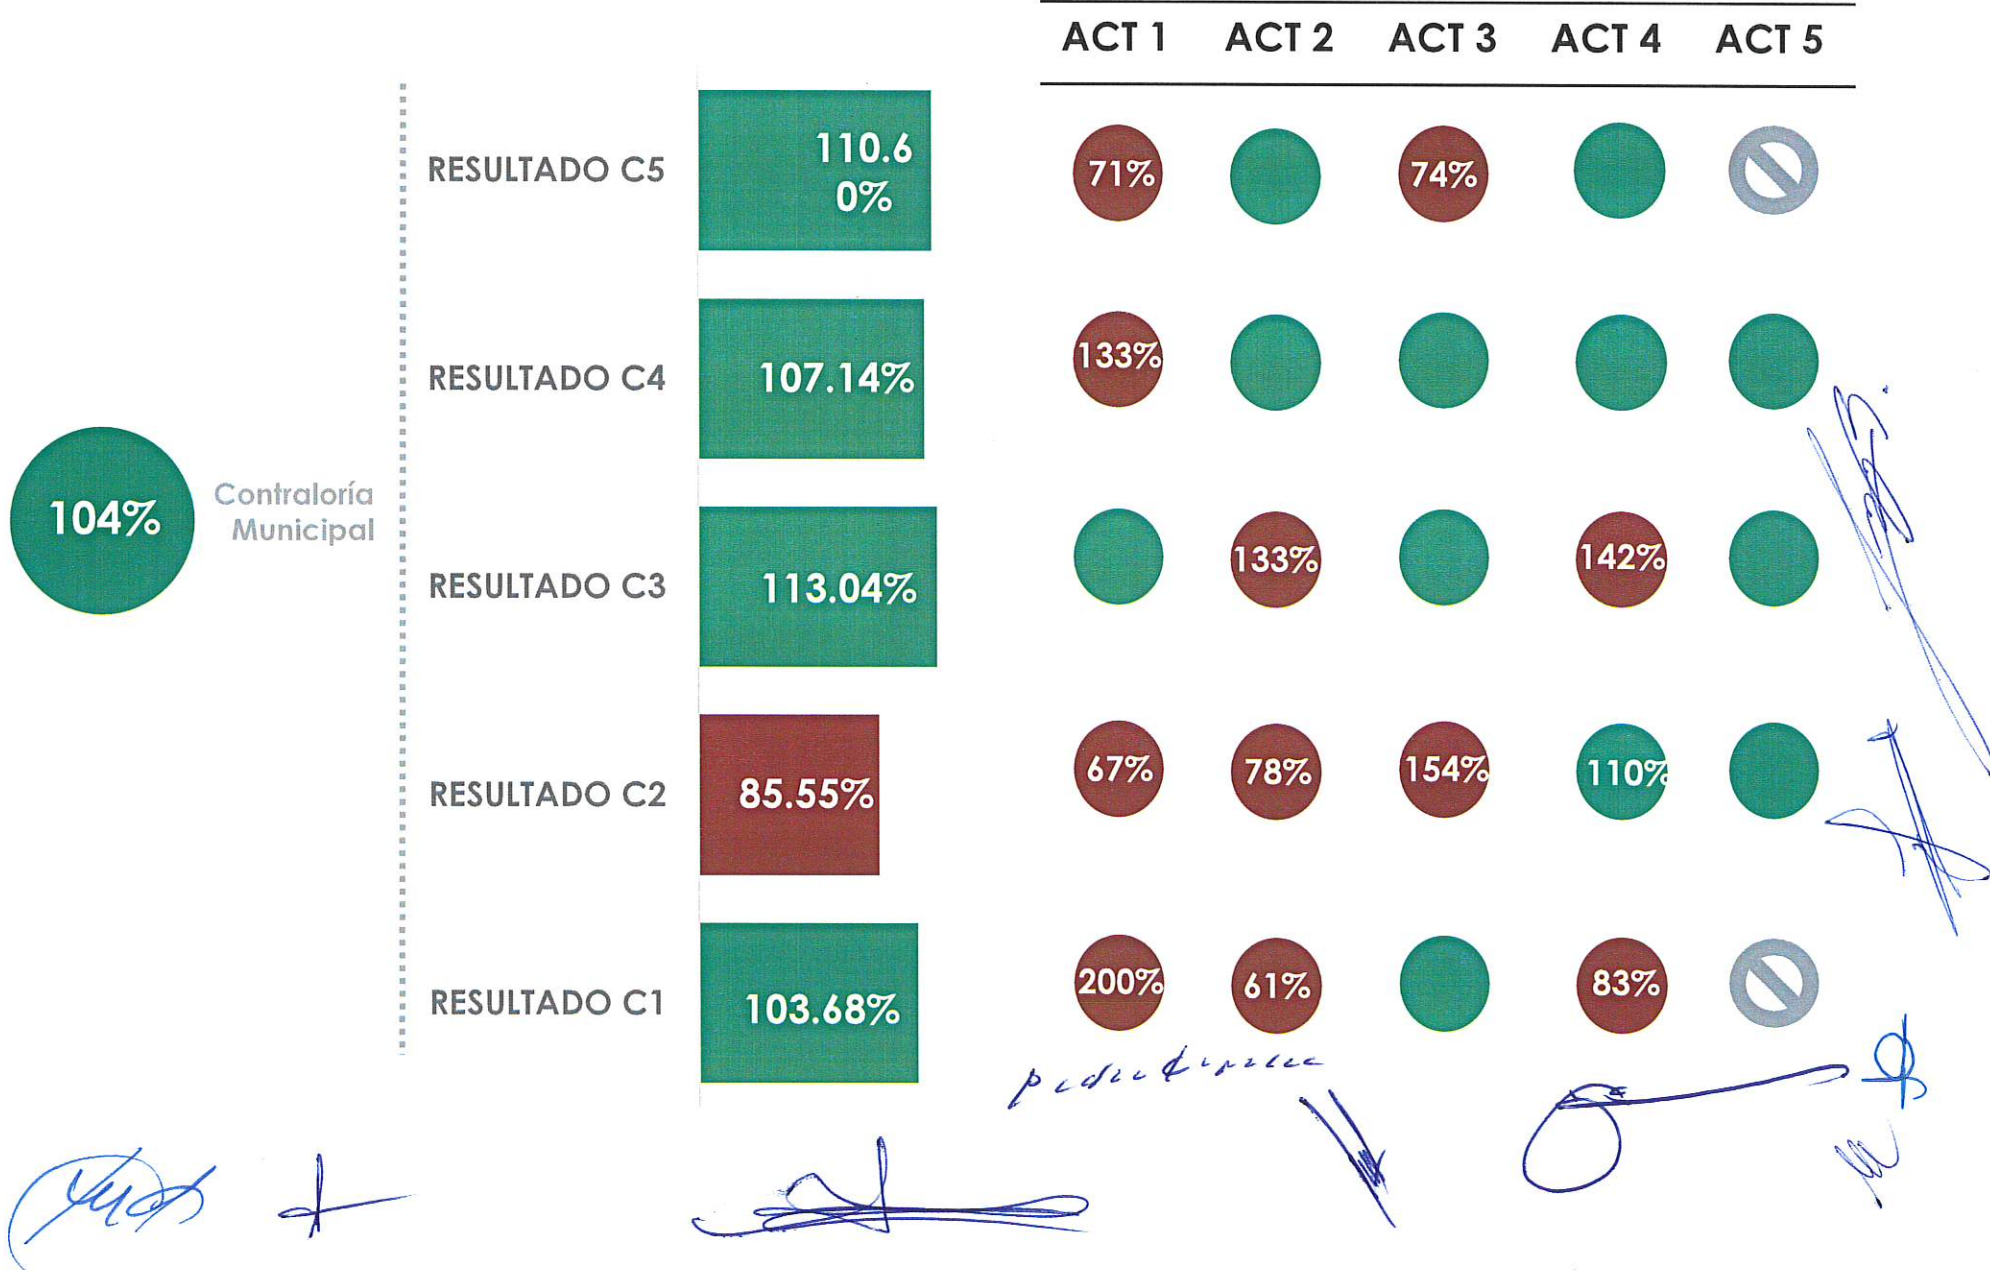 ACT 1 ACT 2 ACT 3 ACT 4 ACT 5
RESULTADO C5 110.6
0% 71% 74%
RESULTADO C4 107.14% 133%
104% Contraloría
Municipal
RESULTADO C3 113.04% 133% 142%
RESULTADO C2 85.55% 67% 78% 154% 110%
RESULTADO C1 103.68% 200% 61% 83%